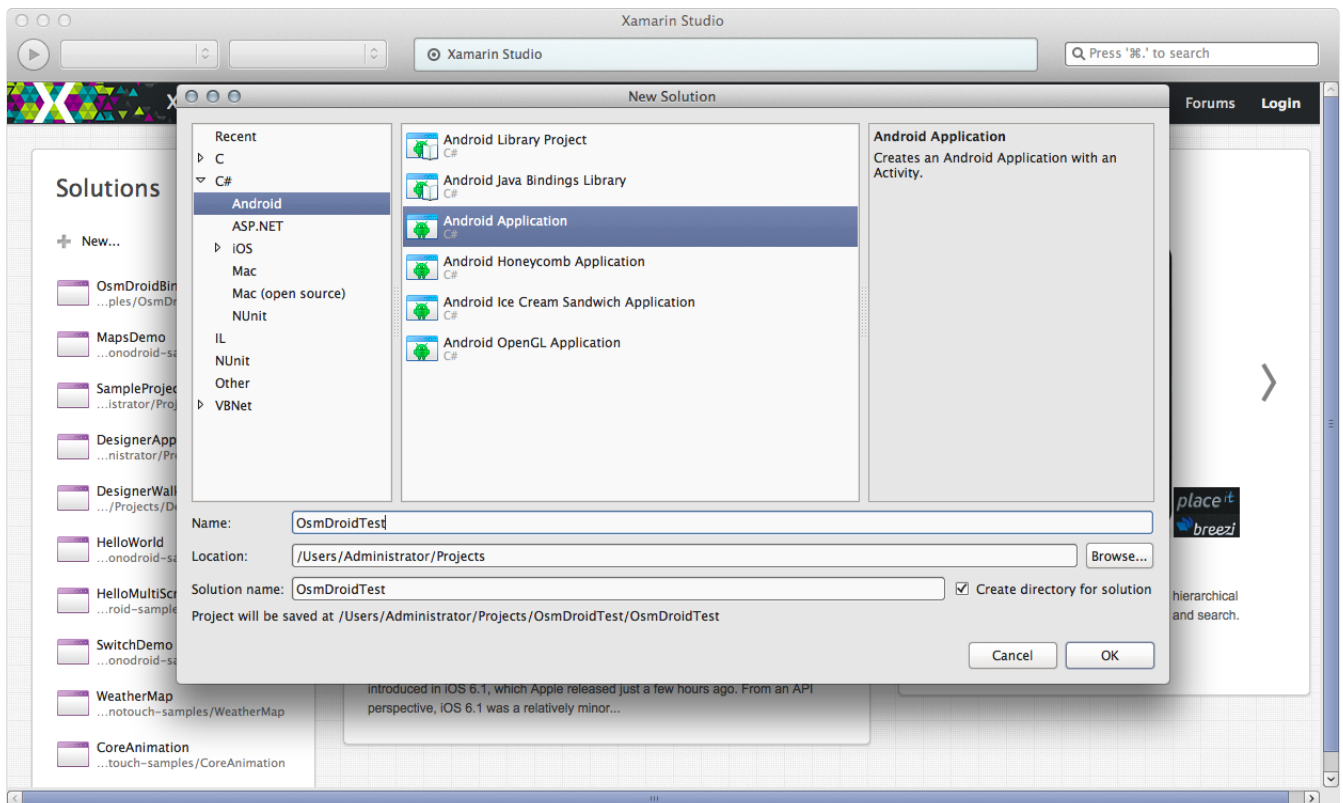 Xamarin Studio
Xamarin Studio
Press '⌘.' to search
X
Forums
Login
New Solution
Solutions
New...
OsmDroidBin
...ples/OsmDr
MapsDemo
...onodroid-sa
SampleProjec
...istrator/Proj
DesignerApp
...nistrator/Pro
DesignerWall
.../Projects/De
HelloWorld
...onodroid-sa
HelloMultiScr
...roid-sample
SwitchDemo
...onodroid-sa
WeatherMap
...notouch-samples/WeatherMap
CoreAnimation
...touch-samples/CoreAnimation
Recent
C
C#
Android
ASP.NET
iOS
Mac
Mac (open source)
NUnit
IL
NUnit
Other
VBNet
Android Library Project
C#
Android Java Bindings Library
C#
Android Application
C#
Android Honeycomb Application
C#
Android Ice Cream Sandwich Application
C#
Android OpenGL Application
C#
Android Application
Creates an Android Application with an
Activity.
Name:
OsmDroidTest
Location:
/Users/Administrator/Projects
Browse...
Solution name:
OsmDroidTest
Create directory for solution
Project will be saved at /Users/Administrator/Projects/OsmDroidTest/OsmDroidTest
Cancel
OK
place it
breezi
hierarchical
and search.
introduced in iOS 6.1, which Apple released just a few hours ago. From an API
perspective, iOS 6.1 was a relatively minor...